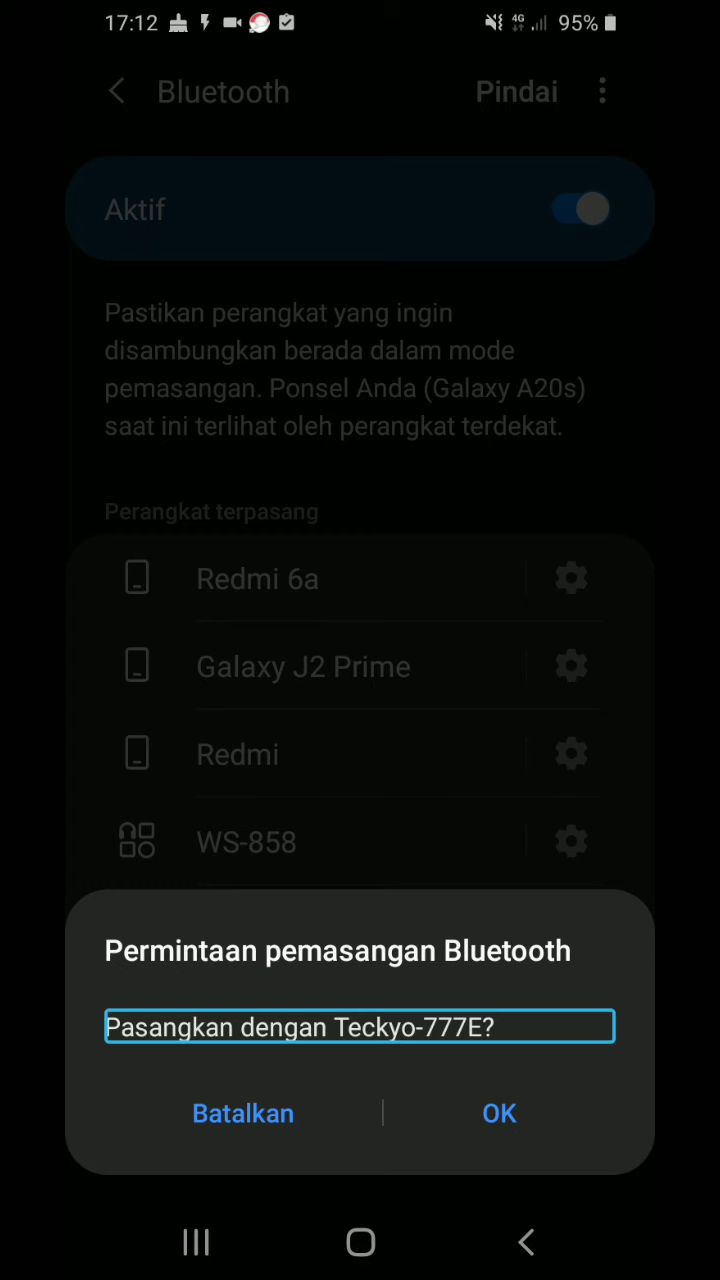 17:12
4G
95%
Bluetooth
Pindai
Aktif
Pastikan perangkat yang ingin
disambungkan berada dalam mode
pemasangan. Ponsel Anda (Galaxy A20s)
saat ini terlihat oleh perangkat terdekat.
Perangkat terpasang
Redmi 6a
Galaxy J2 Prime
Redmi
WS-858
Permintaan pemasangan Bluetooth
Pasangkan dengan Teckyo-777E?
Batalkan
OK